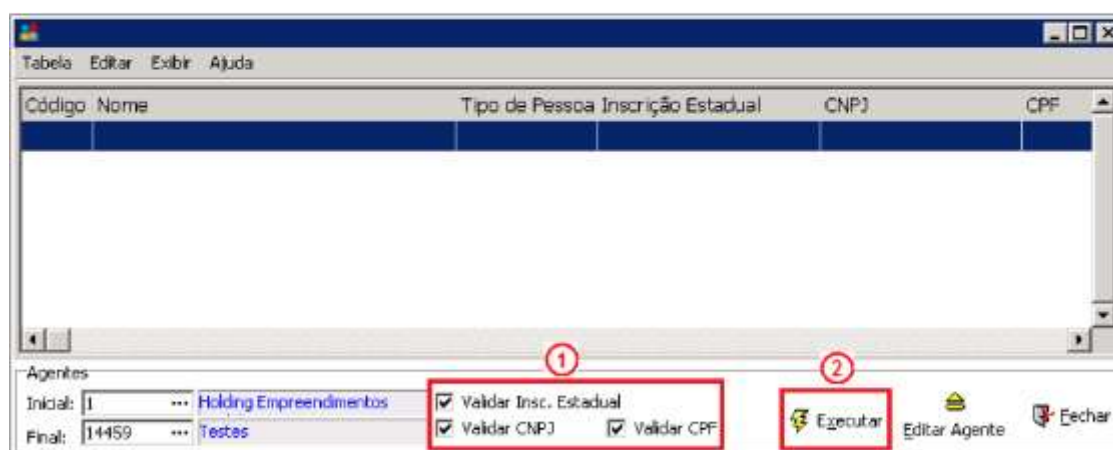 Tabela Editar Exibir Ajuda
Código Nome Tipo de Pessoa Inscrição Estadual CNPJ CPF
1
2
Agentes
Inicial: 1 ... Holding Empreendimentos Validar Insc. Estadual
Final: 14459 ... Testes Validar CNPJ Validar CPF
Executar Editar Agente Fechar